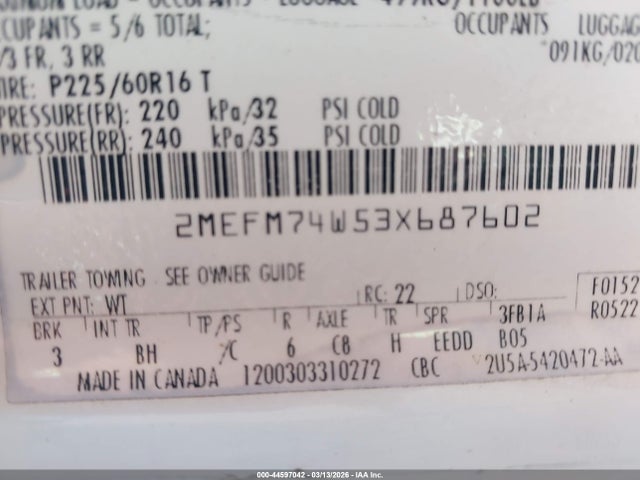 OCCUPANTS LUGGAG
CUPANTS = 5/6 TOTAL;
/3 FR, 3 RR 091KG/020
IRE: P225/60R16 T
PRESSURE(FR): 220 kPa/32 PSI COLD
PRESSURE(RR): 240 kPa/35 PSI COLD
2MEFM74W53X687602
TRAILER TOWING - SEE OWNER GUIDE
EXT PNT: WT RC: 22 DSO: F0152
BRK INT TR TP/PS R AXLE TR SPR 3FB1A R0522
3 BH /C 6 C8 H EEDD B05
MADE IN CANADA 1200303310272 CBC 2U5A-5420472-AA
000-44597042 - 03/13/2026 - IAA Inc.